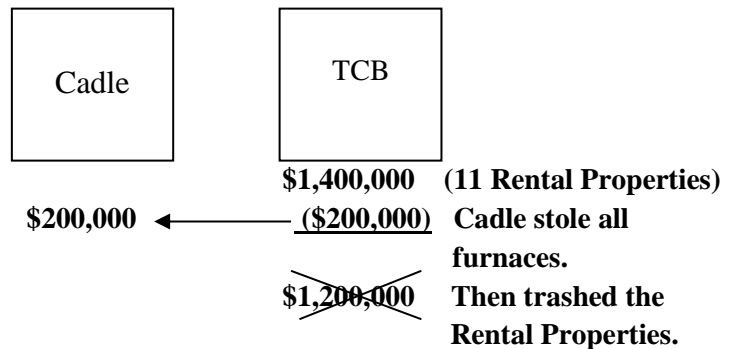 Cadle
TCB
$1,400,000 (11 Rental Properties)
$200,000 ($200,000) Cadle stole all
furnaces.
$1,200,000 Then trashed the
Rental Properties.